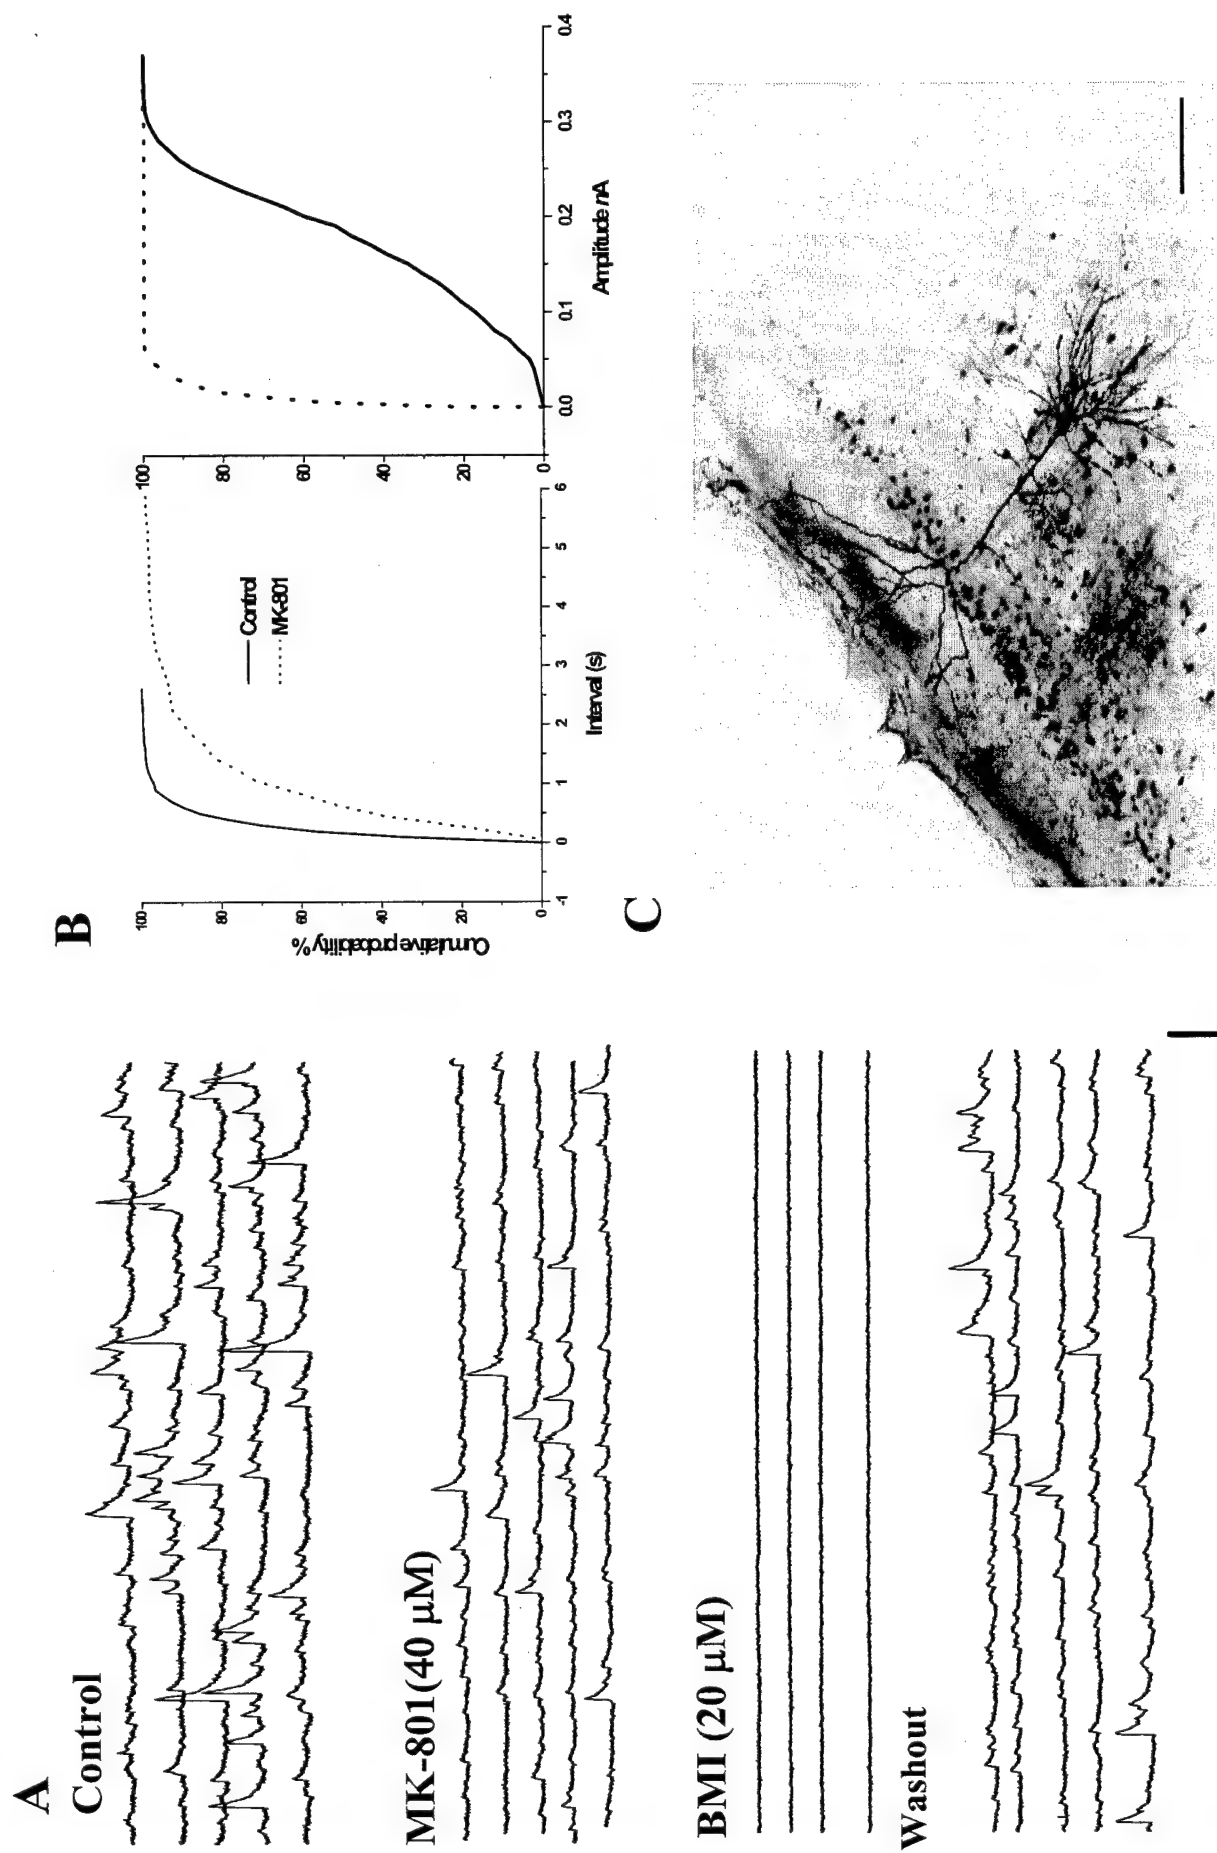 A
Control
MK-801(40 μM)
BMI (20 μM)
Washout
B
Cumulative probability %
100
80
60
40
20
0
-1 0 1 2 3 4 5 6
Interval (s)
Control
MK-801
100
80
60
40
20
0
0.0 0.1 0.2 0.3 0.4
Amplitude nA
C